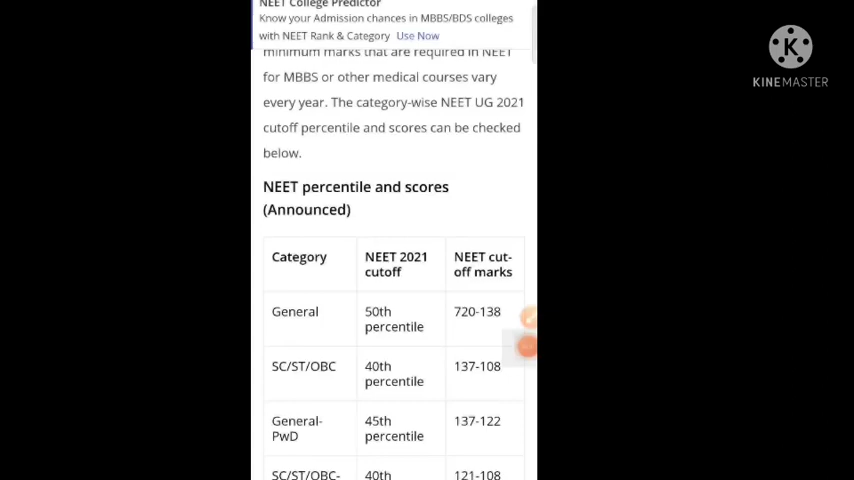 NEET College Predictor
Know your Admission chances in MBBS/BDS colleges
with NEET Rank & Category Use Now
minimum marks that are required in NEET
for MBBS or other medical courses vary
every year. The category-wise NEET UG 2021
cutoff percentile and scores can be checked
below.
NEET percentile and scores
(Announced)
Category NEET 2021 cutoff NEET cut-off marks
General 50th percentile 720-138
SC/ST/OBC 40th percentile 137-108
General-PwD 45th percentile 137-122
SC/ST/OBC- 40th 121-108
K
KINEMASTER